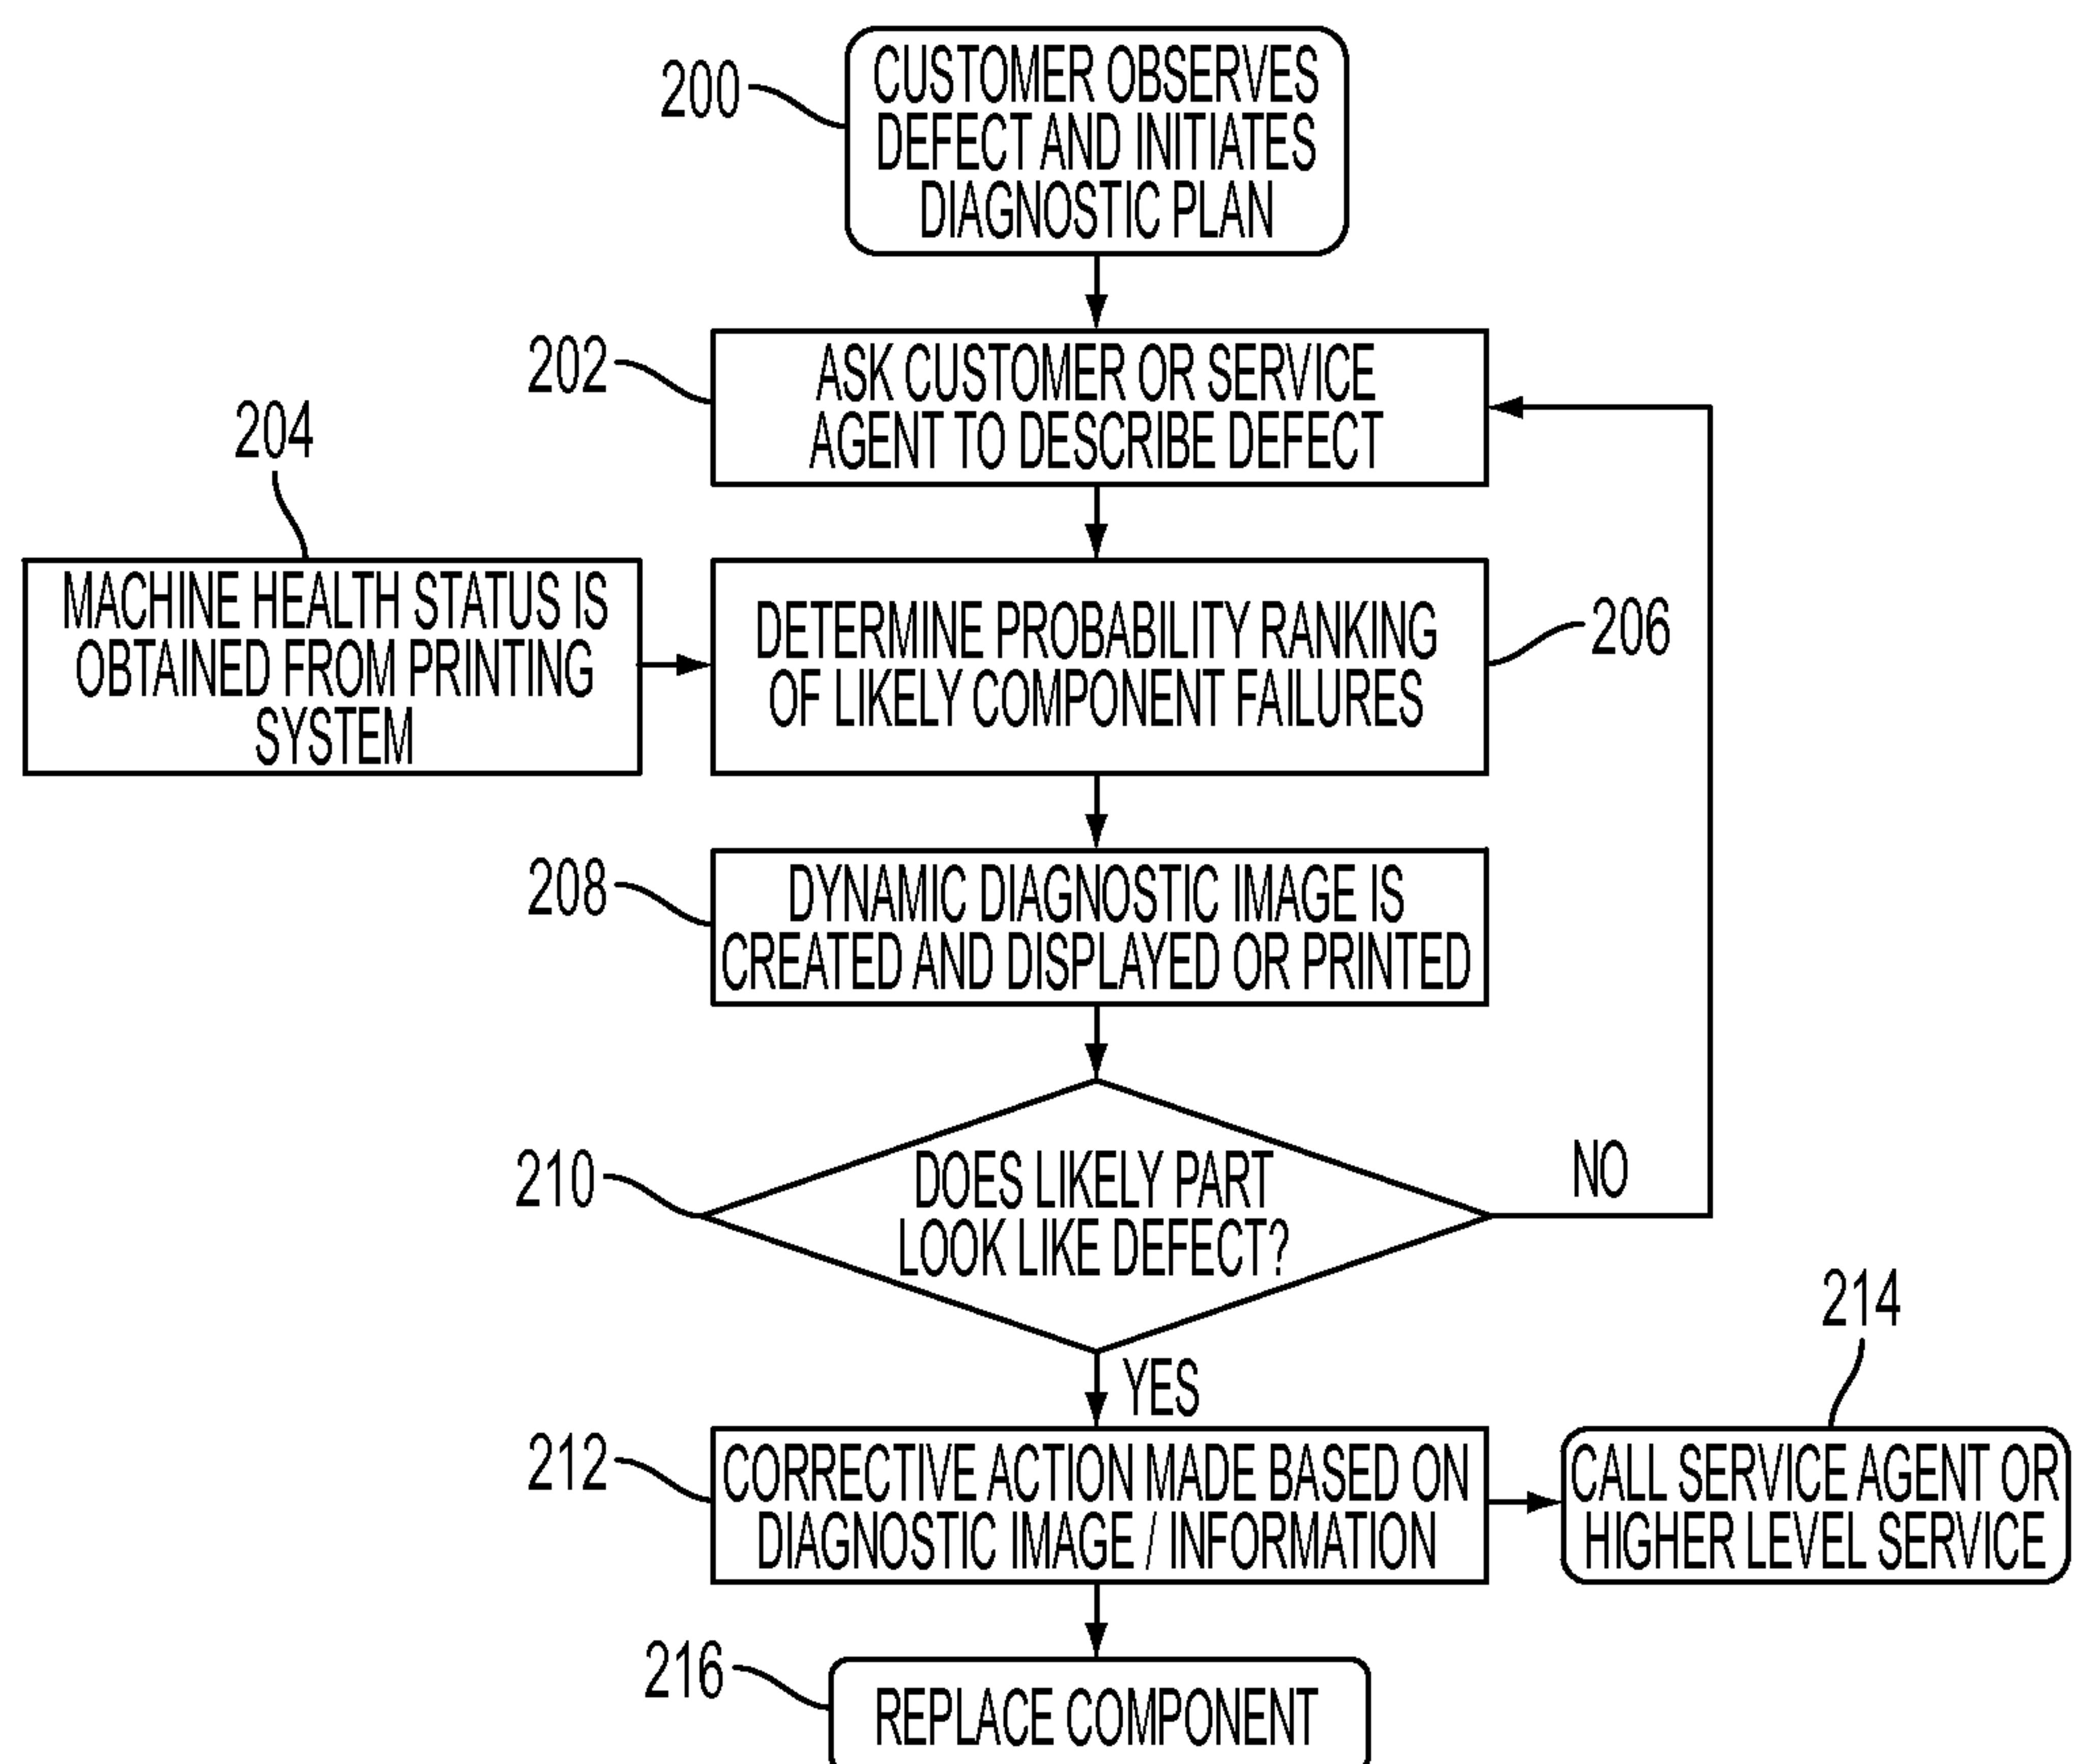 200
CUSTOMER OBSERVES
DEFECT AND INITIATES
DIAGNOSTIC PLAN
202
ASK CUSTOMER OR SERVICE
AGENT TO DESCRIBE DEFECT
204
MACHINE HEALTH STATUS IS
OBTAINED FROM PRINTING
SYSTEM
DETERMINE PROBABILITY RANKING
OF LIKELY COMPONENT FAILURES
206
208
DYNAMIC DIAGNOSTIC IMAGE IS
CREATED AND DISPLAYED OR PRINTED
210
DOES LIKELY PART
LOOK LIKE DEFECT?
NO
YES
212
CORRECTIVE ACTION MADE BASED ON
DIAGNOSTIC IMAGE / INFORMATION
214
CALL SERVICE AGENT OR
HIGHER LEVEL SERVICE
216
REPLACE COMPONENT